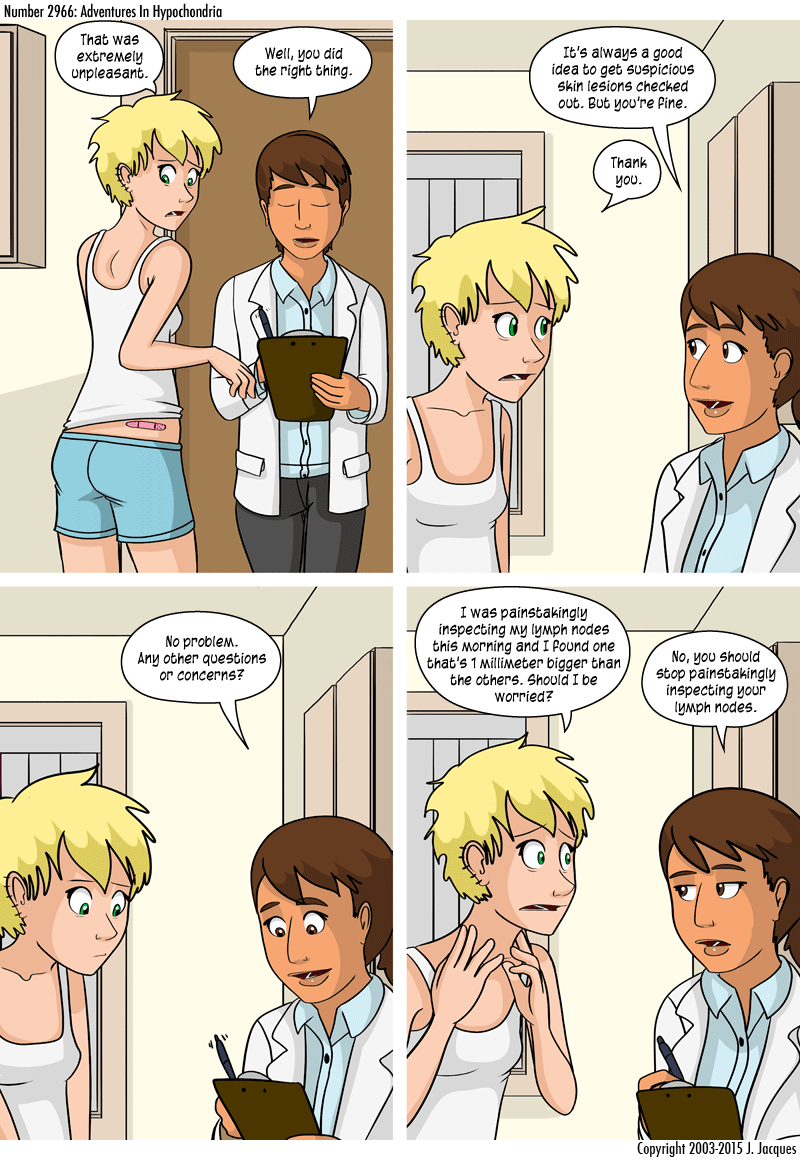 Number 2966: Adventures In Hypochondria
That was
extremely
unpleasant.
Well, you did
the right thing.
It's always a good
idea to get suspicious
skin lesions checked
out. But you're fine.
Thank
you.
No problem.
Any other questions
or concerns?
I was painstakingly
inspecting my lymph nodes
this morning and I found one
that's 1 millimeter bigger than
the others. Should I be
worried?
No, you should
stop painstakingly
inspecting your
lymph nodes.
Copyright 2003-2015 J. Jacques